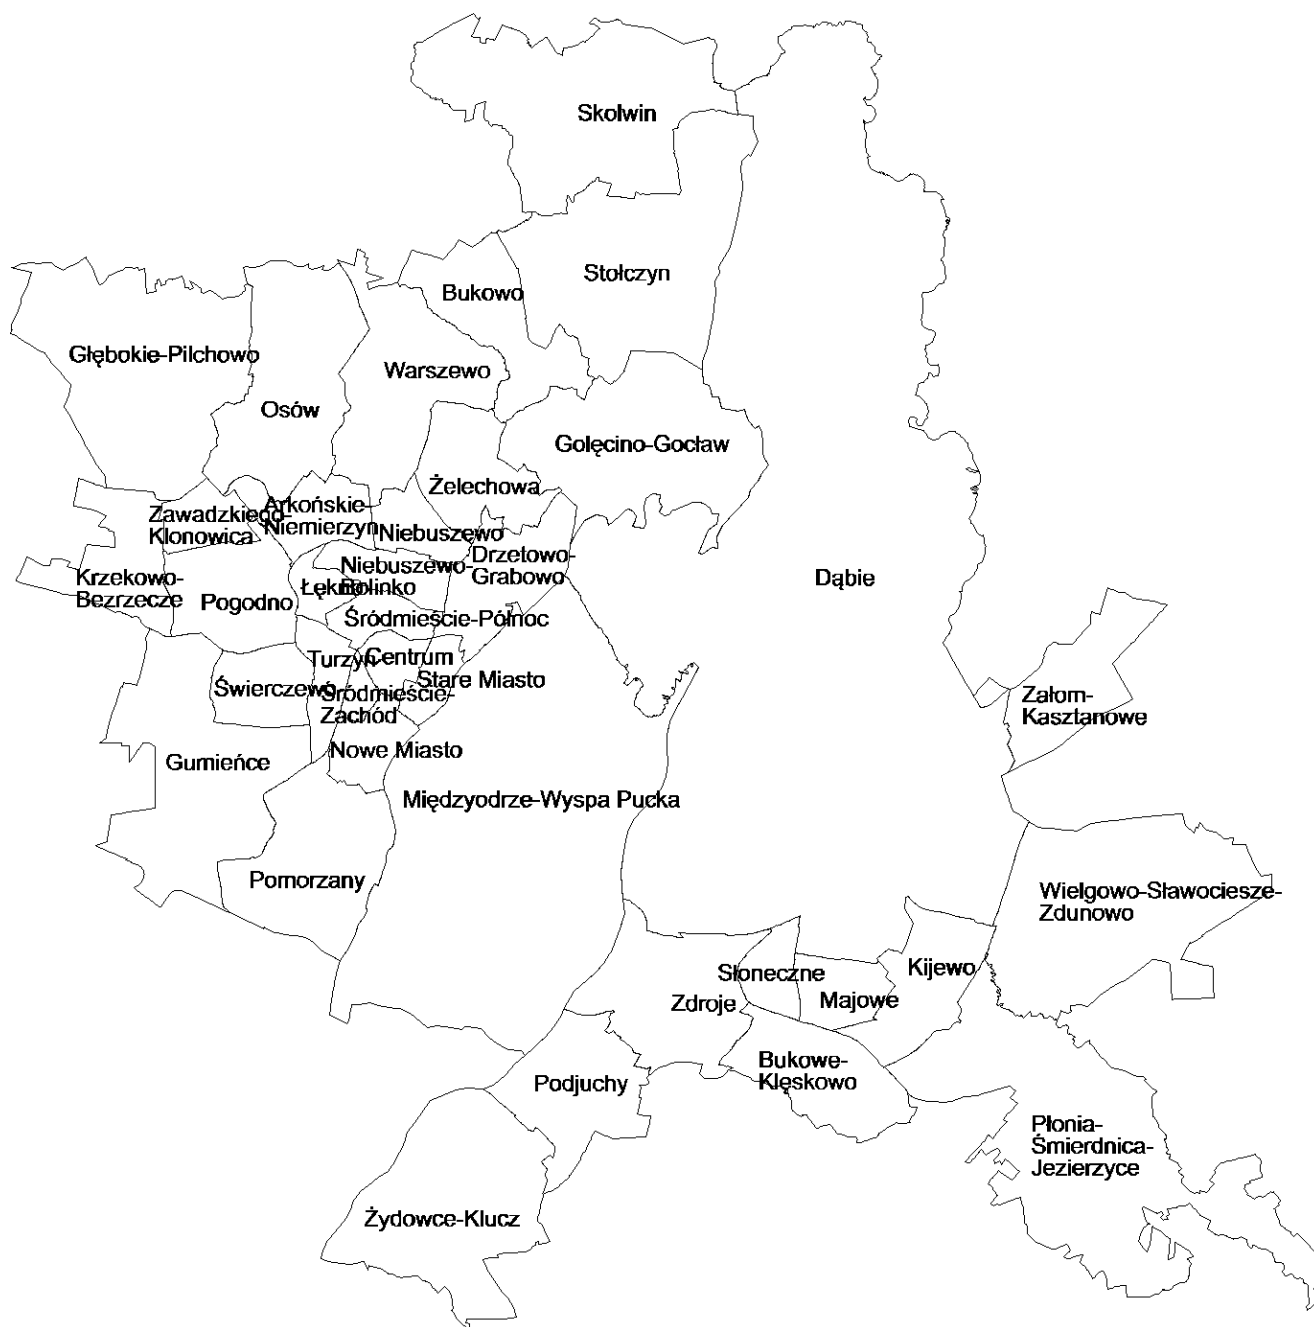 Skolwin
Stołczyn
Bukowo
Głębokie-Pilchowo
Warszewo
Osów
Golęcino-Gocław
Żelechowa
Arkońskie-
Niemierzyn
Zawadzkiego-
Klonowica
Niebuszewo
Drzetowo-
Grabowo
Niebuszewo-
Bolinko
Krzekowo-
Bezrzecze
Łękno
Pogodno
Dąbie
Śródmieście-Północ
Turzyn
Centrum
Stare Miasto
Świerczewo
Śródmieście-
Zachód
Załom-
Kasztanowe
Nowe Miasto
Gumieńce
Międzyodrze-Wyspa Pucka
Pomorzany
Wielgowo-Sławociesze-
Zdunowo
Słoneczne
Kijewo
Zdroje
Majowe
Bukowe-
Klęskowo
Podjuchy
Płonia-
Śmierdnica-
Jezierzyce
Żydowce-Klucz